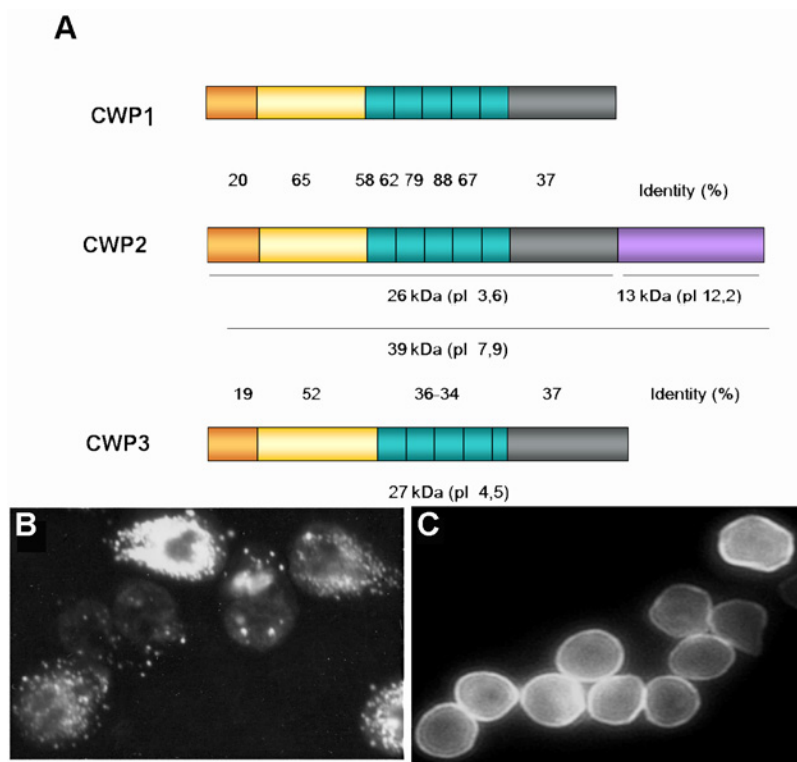 A
CWP1
20 65 58 62 79 88 67 37 Identity (%)
CWP2
26 kDa (pI 3,6) 13 kDa (pI 12,2)
39 kDa (pI 7,9)
19 52 36-34 37 Identity (%)
CWP3
27 kDa (pI 4,5)
B C